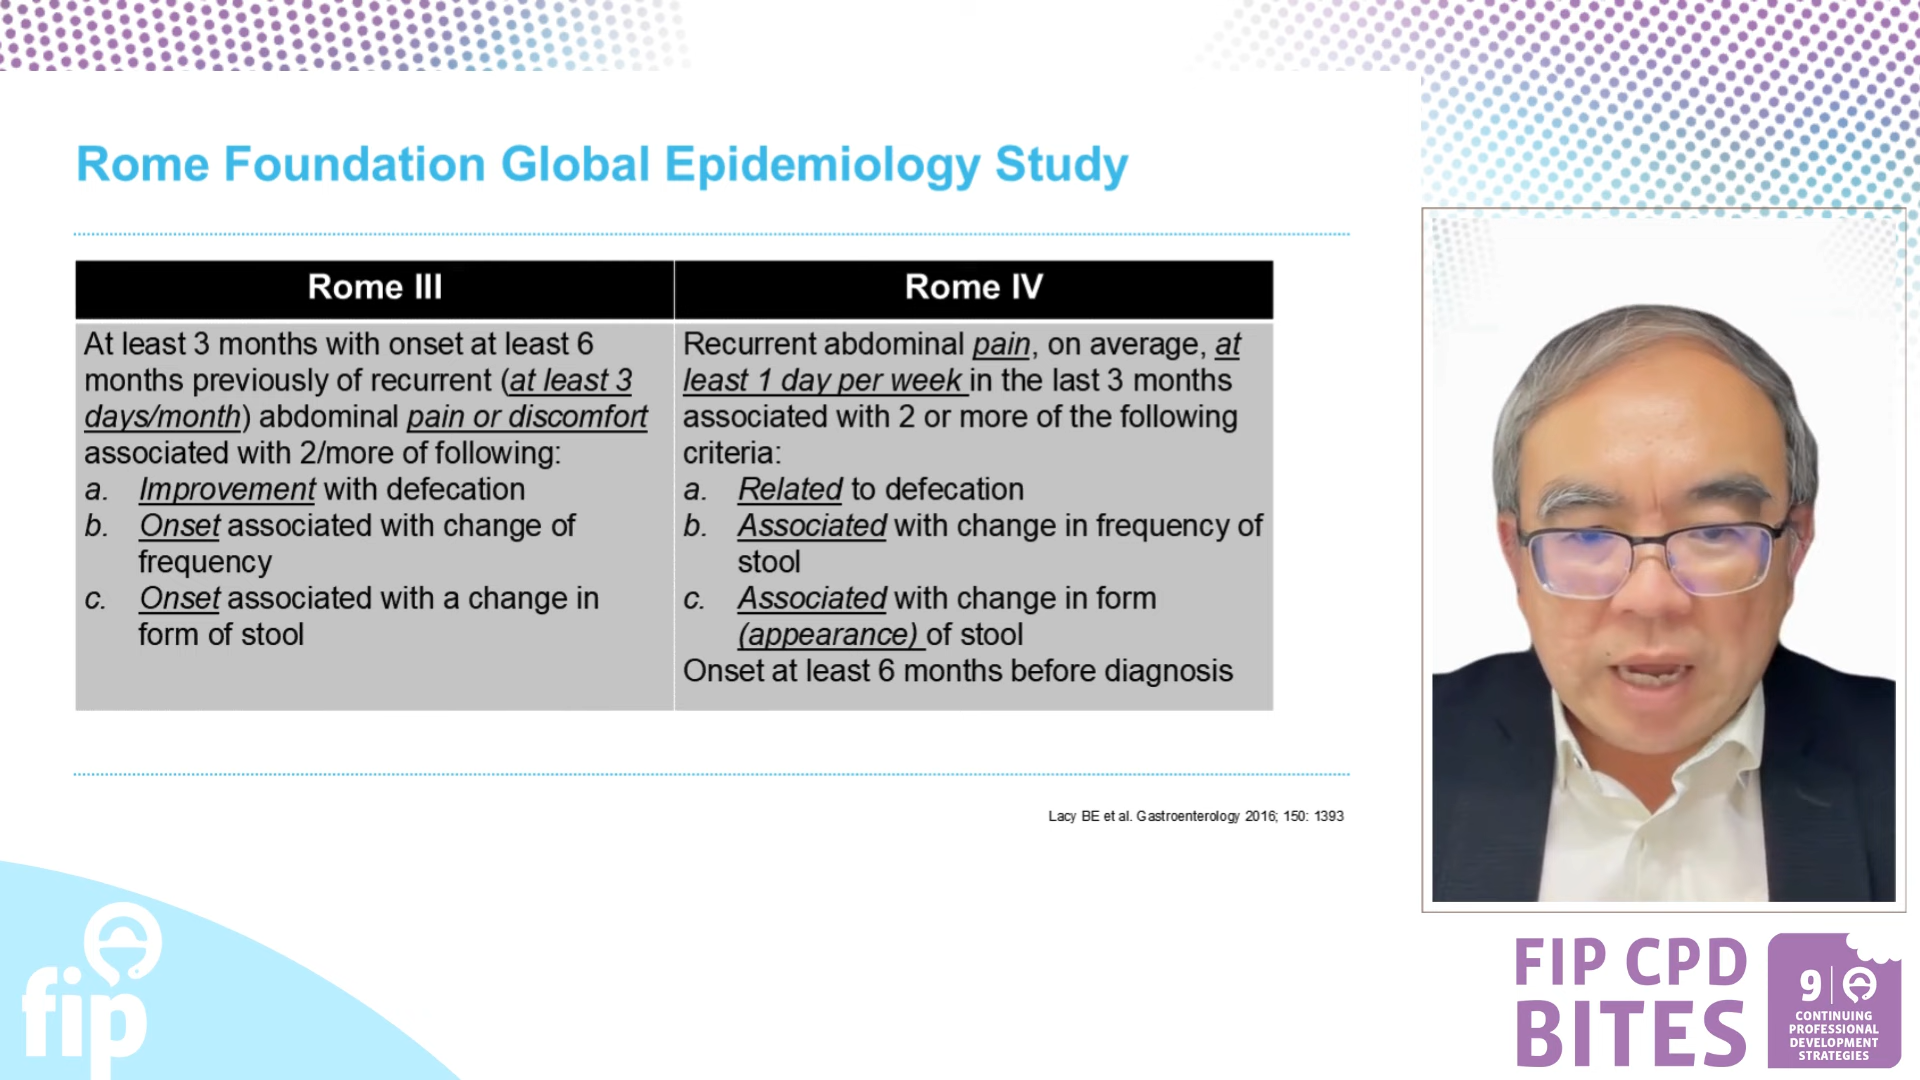 Rome Foundation Global Epidemiology Study
Rome III
At least 3 months with onset at least 6
months previously of recurrent (at least 3
days/month) abdominal pain or discomfort
associated with 2/more of following:
a. Improvement with defecation
b. Onset associated with change of
frequency
c. Onset associated with a change in
form of stool
Rome IV
Recurrent abdominal pain, on average, at
least 1 day per week in the last 3 months
associated with 2 or more of the following
criteria:
a. Related to defecation
b. Associated with change in frequency of
stool
c. Associated with change in form
(appearance) of stool
Onset at least 6 months before diagnosis
Lacy BE et al. Gastroenterology 2016; 150: 1393
fip
FIP CPD
BITES
9
CONTINUING
PROFESSIONAL
DEVELOPMENT
STRATEGIES